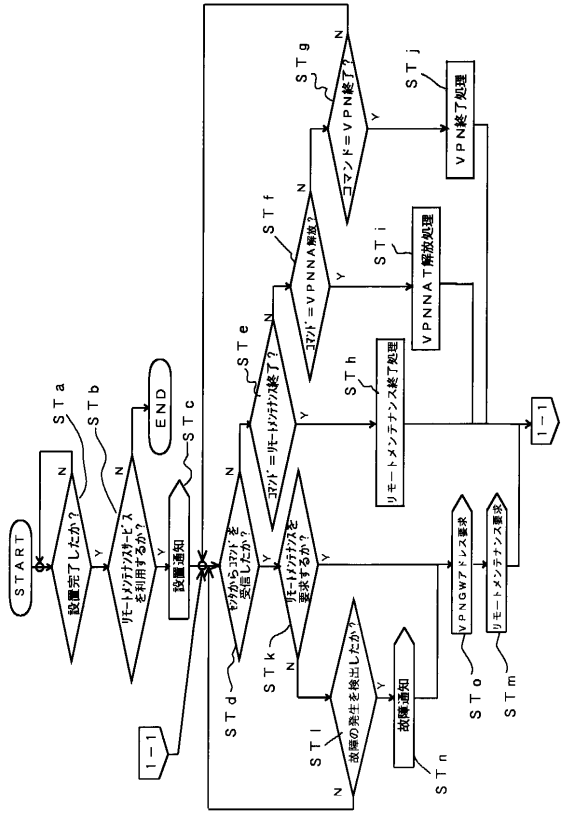 START
設置完了したか?
STa
N
Y
リモートメンテナンスサービス
を利用するか?
STb
N
Y
END
設置通知
STc
1-1
センタからコマンドを
受信したか?
STd
N
Y
コマンド=リモートメンテナンス終了?
STe
N
Y
コマンド=VPNNA解放?
STf
N
Y
コマンド=VPN終了?
STg
N
Y
リモートメンテナンスを
要求するか?
STk
N
Y
リモートメンテナンス終了処理
STh
VPNNAT解放処理
STi
VPN終了処理
STj
故障の発生を検出したか?
STl
N
Y
故障通知
STn
VPNGWアドレス要求
STo
リモートメンテナンス要求
STm
1-1